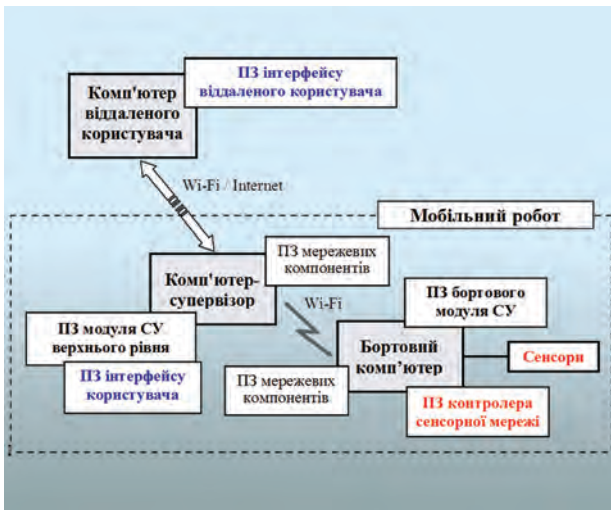 ПЗ інтерфейсу
віддаленого користувача
Комп'ютер
віддаленого
користувача
Wi-Fi / Internet
Мобільний робот
ПЗ мережевих
компонентів
Комп'ютер-
супервізор
ПЗ бортового
модуля СУ
Wi-Fi
ПЗ модуля СУ
верхнього рівня
Бортовий
комп’ютер
Сенсори
ПЗ інтерфейсу
користувача
ПЗ мережевих
компонентів
ПЗ контролера
сенсорної мережі